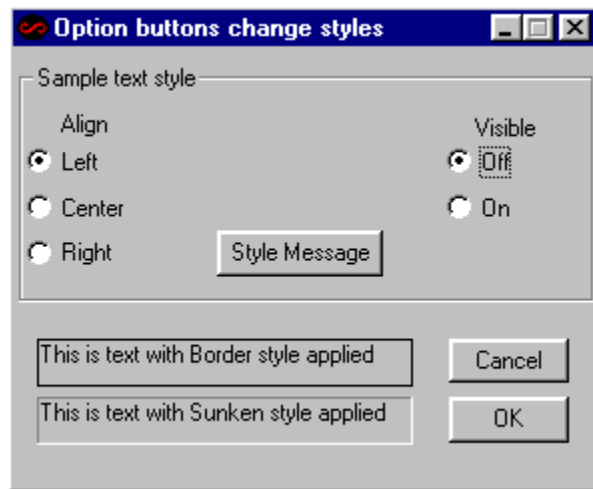 Option buttons change styles
Sample text style
Align
Visible
Left
Off
Center
On
Right
Style Message
This is text with Border style applied
Cancel
This is text with Sunken style applied
OK